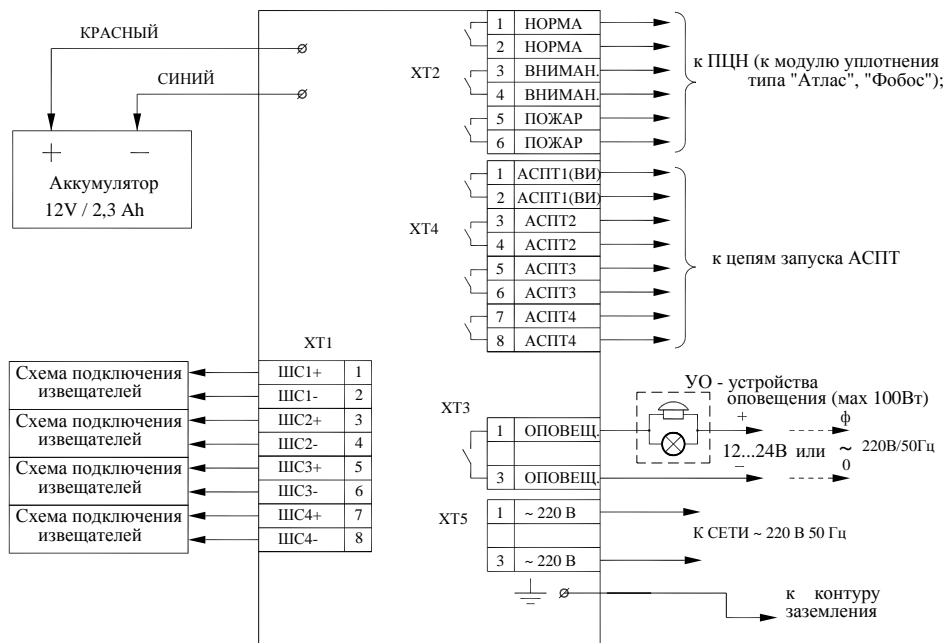 КРАСНЫЙ
СИНИЙ
+ −
Аккумулятор
12V / 2,3 Ah
XT2
1 НОРМА
2 НОРМА
3 ВНИМАН.
4 ВНИМАН.
5 ПОЖАР
6 ПОЖАР
к ПЦН (к модулю уплотнения
типа "Атлас", "Фобос");
XT4
1 АСПТ1(ВИ)
2 АСПТ1(ВИ)
3 АСПТ2
4 АСПТ2
5 АСПТ3
6 АСПТ3
7 АСПТ4
8 АСПТ4
к цепям запуска АСПТ
XT1
Схема подключения
извещателей
Схема подключения
извещателей
Схема подключения
извещателей
Схема подключения
извещателей
ШС1+ 1
ШС1- 2
ШС2+ 3
ШС2- 4
ШС3+ 5
ШС3- 6
ШС4+ 7
ШС4- 8
XT3
1 ОПОВЕЩ.
3 ОПОВЕЩ.
УО - устройства
оповещения (мах 100Вт)
+ ф
12...24В или ~ 220В/50Гц
− 0
XT5
1 ~ 220 В
3 ~ 220 В
К СЕТИ ~ 220 В 50 Гц
к контуру
заземления